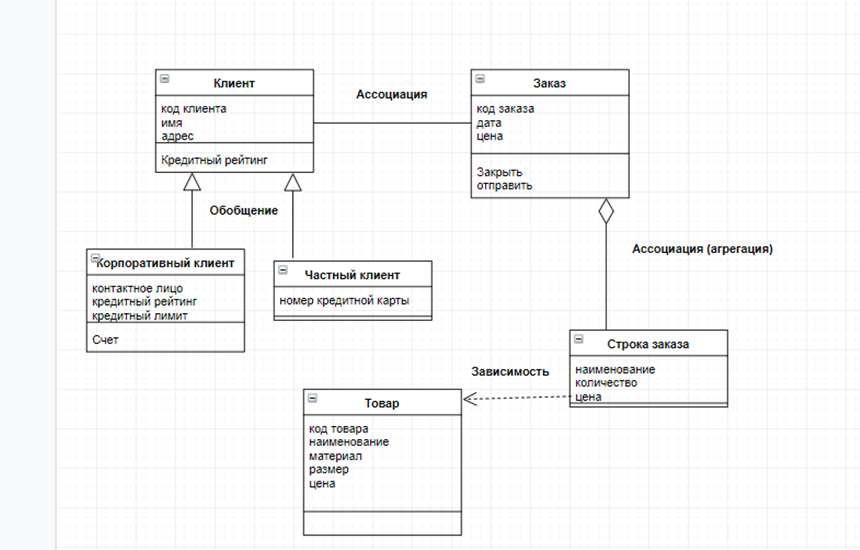 Клиент
код клиента
имя
адрес
Кредитный рейтинг
Ассоциация
Заказ
код заказа
дата
цена
Закрыть
отправить
Обобщение
Корпоративный клиент
контактное лицо
кредитный рейтинг
кредитный лимит
Счет
Частный клиент
номер кредитной карты
Ассоциация (агрегация)
Строка заказа
наименование
количество
цена
Зависимость
Товар
код товара
наименование
материал
размер
цена